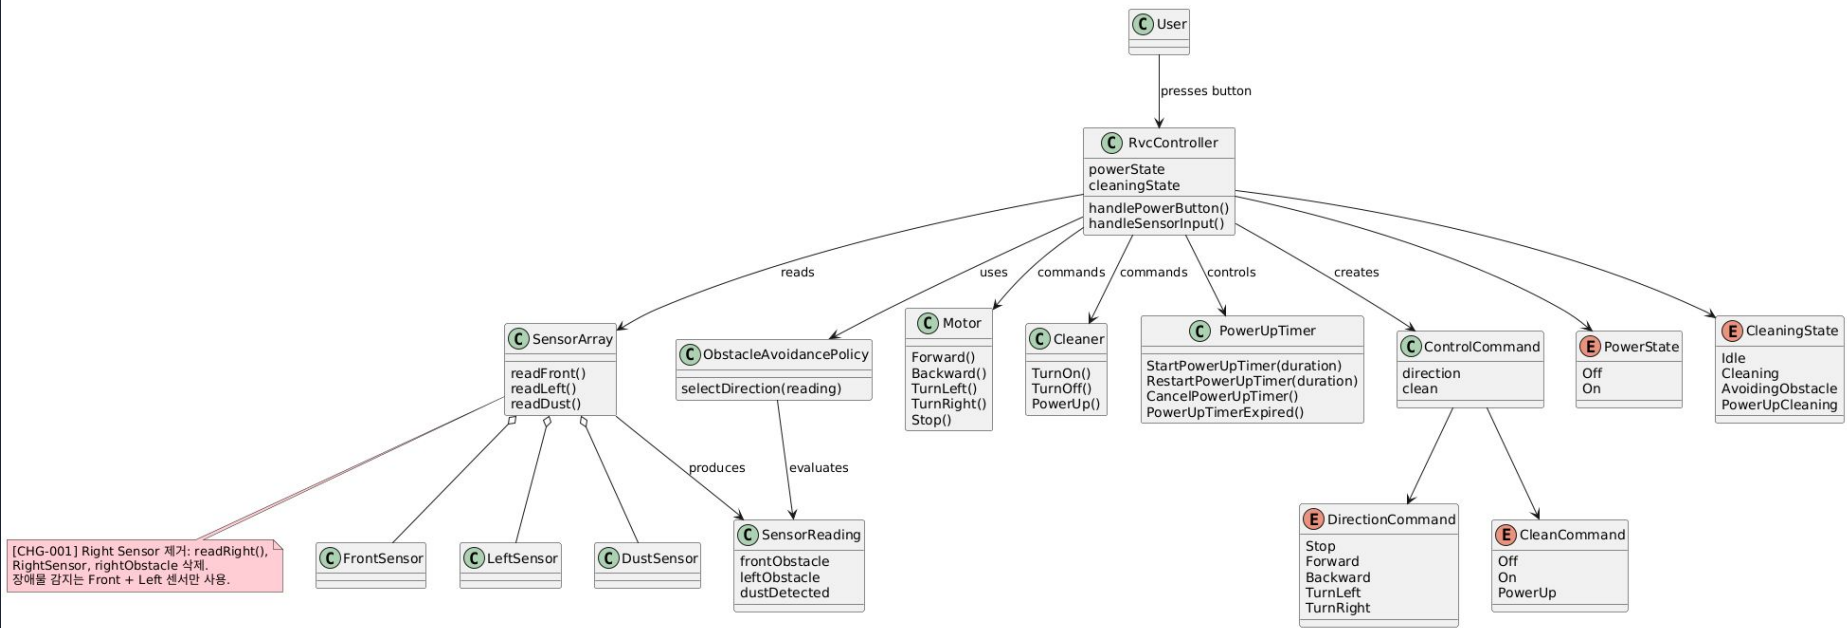 C User
presses button
C RvcController
powerState
cleaningState
handlePowerButton()
handleSensorInput()
reads
uses
commands
commands
controls
creates
C SensorArray
readFront()
readLeft()
readDust()
C ObstacleAvoidancePolicy
selectDirection(reading)
C Motor
Forward()
Backward()
TurnLeft()
TurnRight()
Stop()
C Cleaner
TurnOn()
TurnOff()
PowerUp()
C PowerUpTimer
StartPowerUpTimer(duration)
RestartPowerUpTimer(duration)
CancelPowerUpTimer()
PowerUpTimerExpired()
C ControlCommand
direction
clean
E PowerState
Off
On
E CleaningState
Idle
Cleaning
AvoidingObstacle
PowerUpCleaning
produces
evaluates
[CHG-001] Right Sensor 제거: readRight(),
RightSensor, rightObstacle 삭제.
장애물 감지는 Front + Left 센서만 사용.
C FrontSensor
C LeftSensor
C DustSensor
C SensorReading
frontObstacle
leftObstacle
dustDetected
E DirectionCommand
Stop
Forward
Backward
TurnLeft
TurnRight
E CleanCommand
Off
On
PowerUp